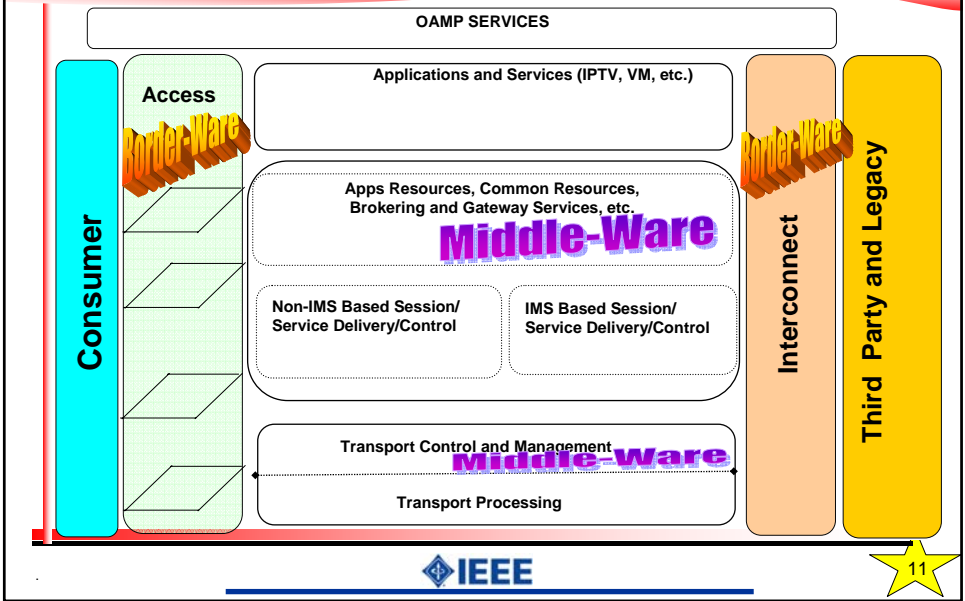 OAMP SERVICES
Consumer
Access
Border-Ware
Applications and Services (IPTV, VM, etc.)
Apps Resources, Common Resources,
Brokering and Gateway Services, etc.
Middle-Ware
Non-IMS Based Session/
Service Delivery/Control
IMS Based Session/
Service Delivery/Control
Transport Control and Management
Middle-Ware
Transport Processing
Border-Ware
Interconnect
Third Party and Legacy
.
IEEE
11